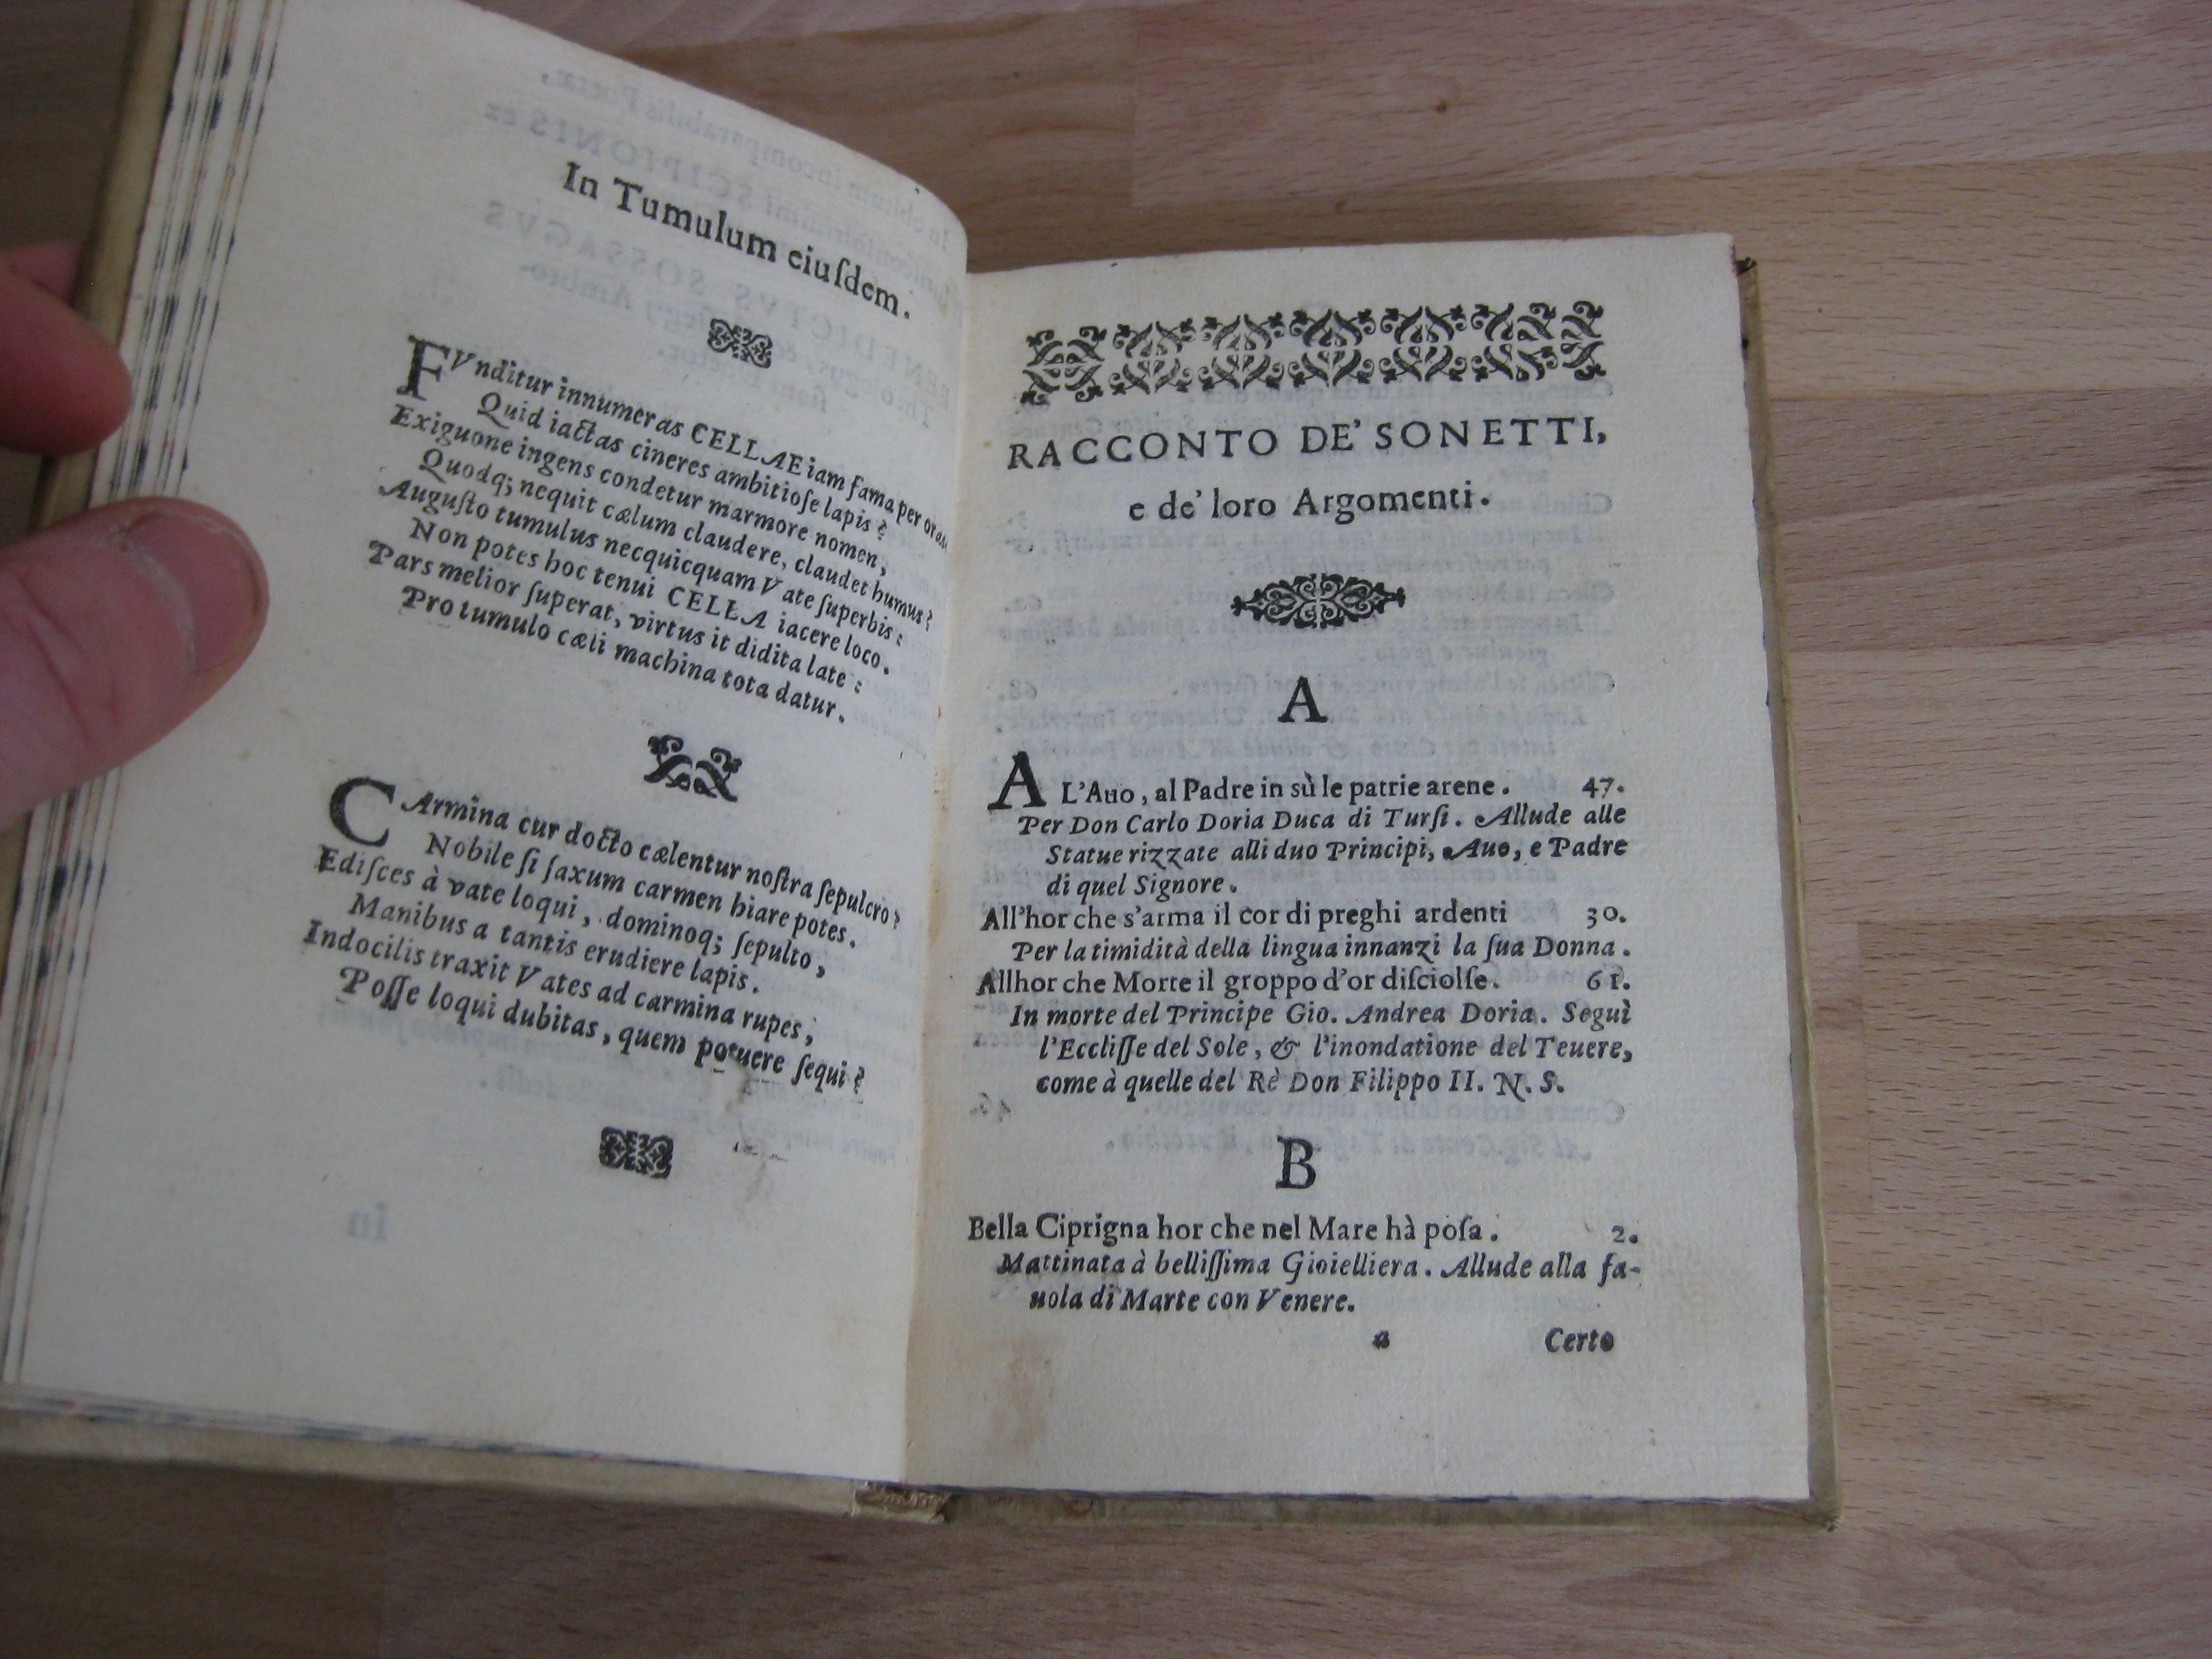 In Tumulum eiuſdem.
FVnditur innumeras CELLAE iam fama per oras
Quid iactas cineres ambitioſe lapis?
Exiguone ingens condetur marmore nomen,
Quodq; nequit cælum claudere, claudet humus?
Auguſto tumulus necquicquam Vate ſuperbis:
Non potes hoc tenui CELLA iacere loco.
Pars melior ſuperat, virtus it didita late:
Pro tumulo cæli machina tota datur.
CArmina cur docto cælentur noſtra ſepulcro?
Nobile ſi ſaxum carmen hiare potes.
Ediſces à vate loqui, dominoq; ſepulto,
Manibus a tantis erudiere lapis.
Indocilis traxit Vates ad carmina rupes;
Poſſe loqui dubitas, quem potuere ſequi?
RACCONTO DE' SONETTI,
e de' loro Argomenti.
A
AL'Auo, al Padre in sù le patrie arene. 47.
Per Don Carlo Doria Duca di Turſi. Allude alle
Statue rizzate alli duo Principi, Auo, e Padre
di quel Signore.
All'hor che s'arma il cor di preghi ardenti 30.
Per la timidità della lingua innanzi la ſua Donna.
Allhor che Morte il groppo d'or diſciolſe. 61.
In morte del Principe Gio. Andrea Doria. Seguì
l'Eccliſſe del Sole, & l'inondatione del Teuere,
come à quelle del Rè Don Filippo II. N. S.
B
Bella Ciprigna hor che nel Mare hà poſa. 2.
Mattinata à belliſſima Gioielliera. Allude alla fa-
uola di Marte con Venere.
a Certo